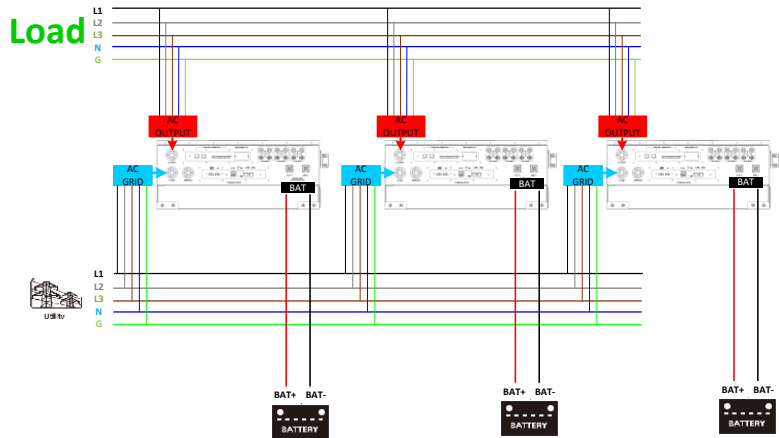 Load
L1
L2
L3
N
G
AC
OUTPUT
AC
OUTPUT
AC
OUTPUT
AC
GRID
AC
GRID
AC
GRID
BAT
BAT
BAT
L1
L2
L3
N
G
Utility
BAT+ BAT-
BAT+ BAT-
BAT+ BAT-
BATTERY
BATTERY
BATTERY